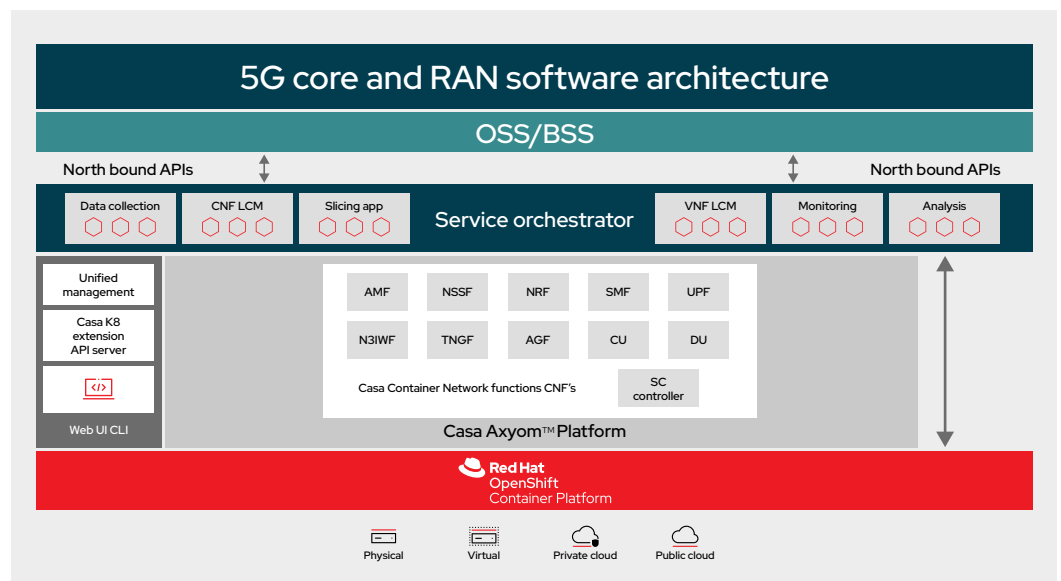 5G core and RAN software architecture
OSS/BSS
North bound APIs
North bound APIs
Data collection
CNF LCM
Slicing app
Service orchestrator
VNF LCM
Monitoring
Analysis
Unified
management
Casa K8
extension
API server
</>
Web UI CLI
AMF
NSSF
NRF
SMF
UPF
N3IWF
TNGF
AGF
CU
DU
Casa Container Network functions CNF's
SC
controller
Casa Axyom™ Platform
Red Hat
OpenShift
Container Platform
Physical
Virtual
Private cloud
Public cloud